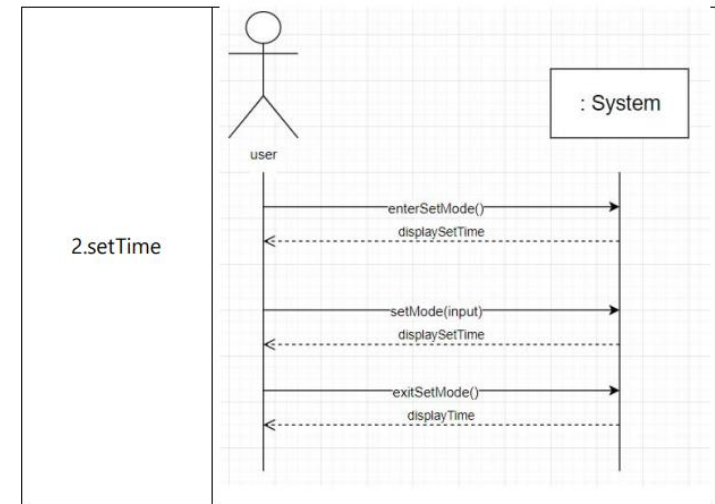 : System
user
enterSetMode()
displaySetTime
2.setTime
setMode(input)
displaySetTime
exitSetMode()
displayTime